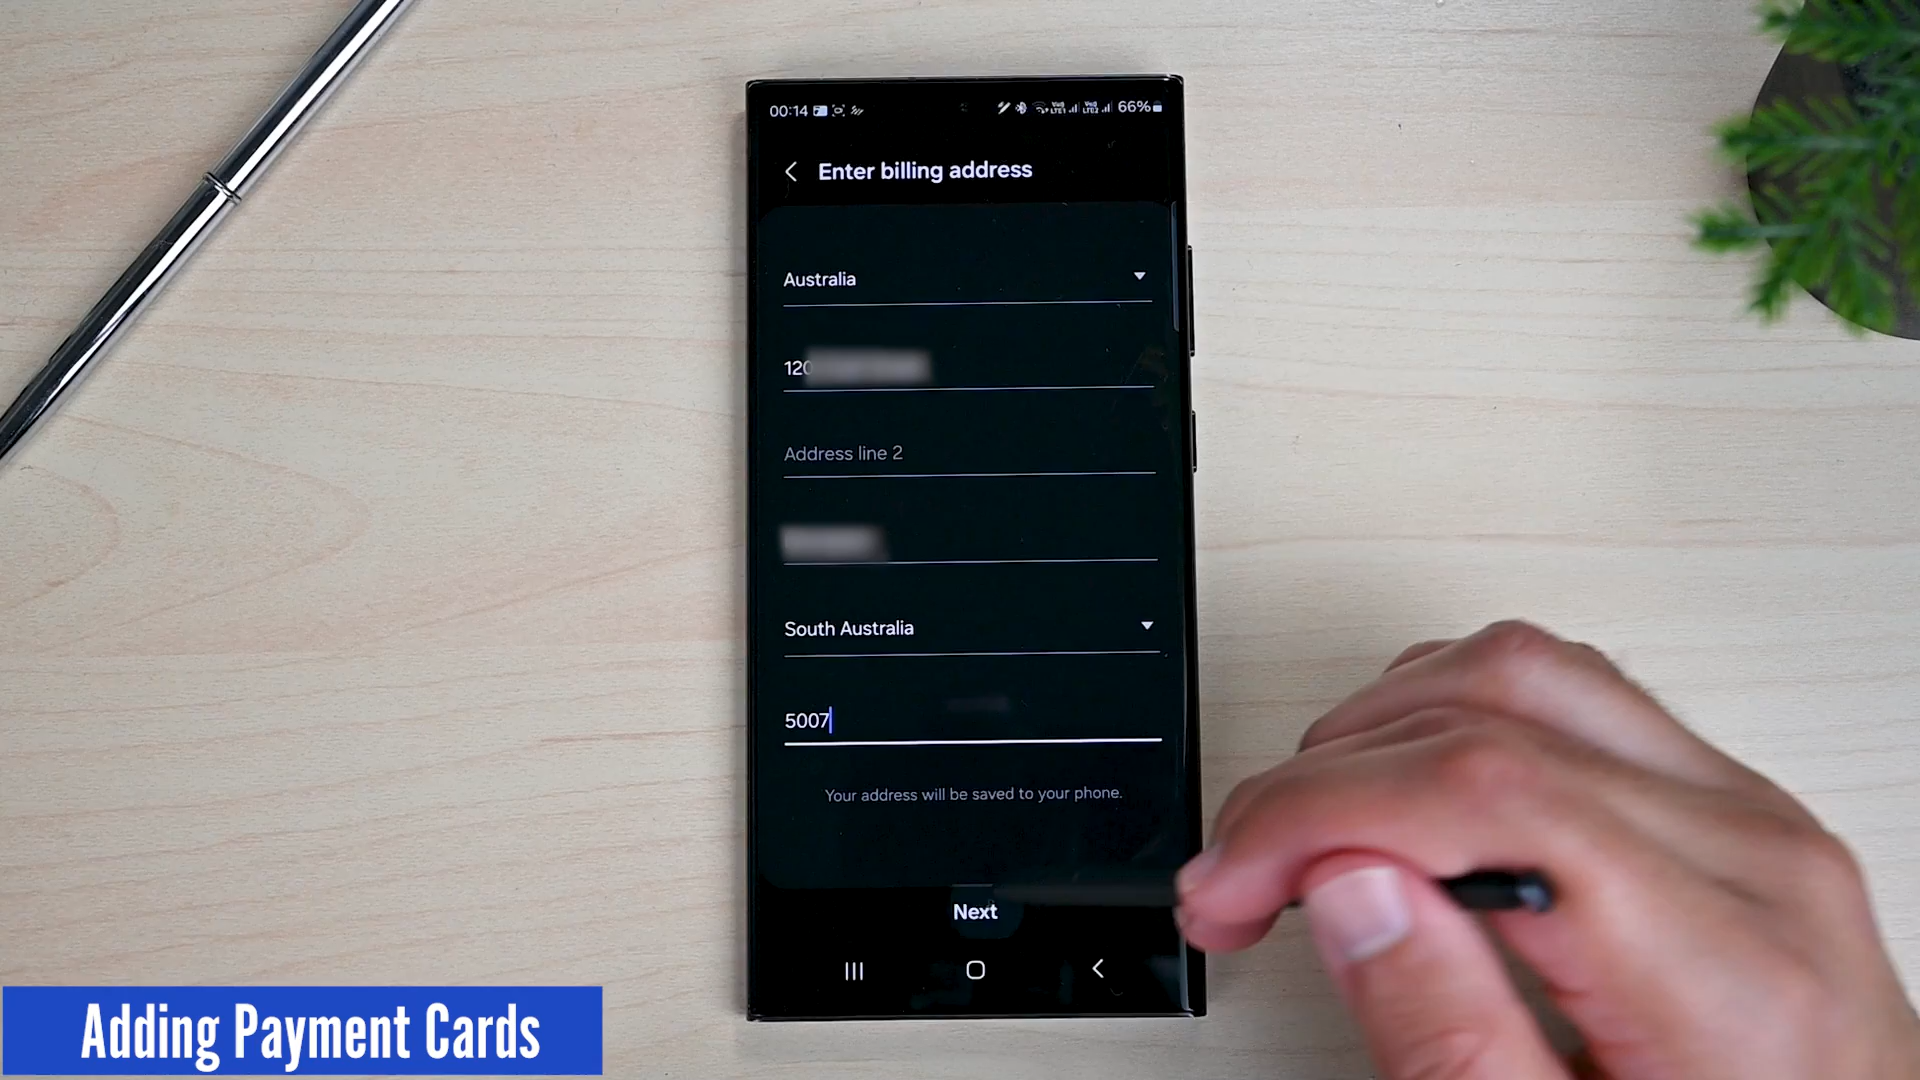 00:14 66%
Enter billing address
Australia
120
Address line 2
South Australia
5007
Your address will be saved to your phone.
Next
Adding Payment Cards